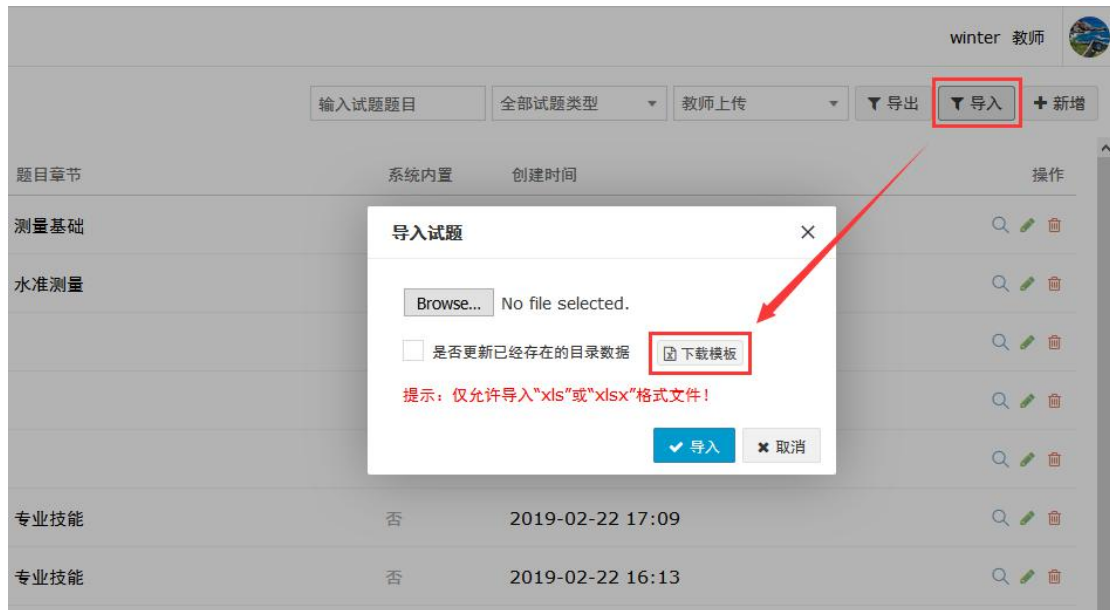 winter 教师
输入试题题目 全部试题类型 教师上传 导出 导入 新增
题目章节 系统内置 创建时间 操作
测量基础
导入试题
水准测量
Browse... No file selected.
是否更新已经存在的目录数据 下载模板
提示：仅允许导入“xls”或“xlsx”格式文件！
导入 取消
专业技能 否 2019-02-22 17:09
专业技能 否 2019-02-22 16:13